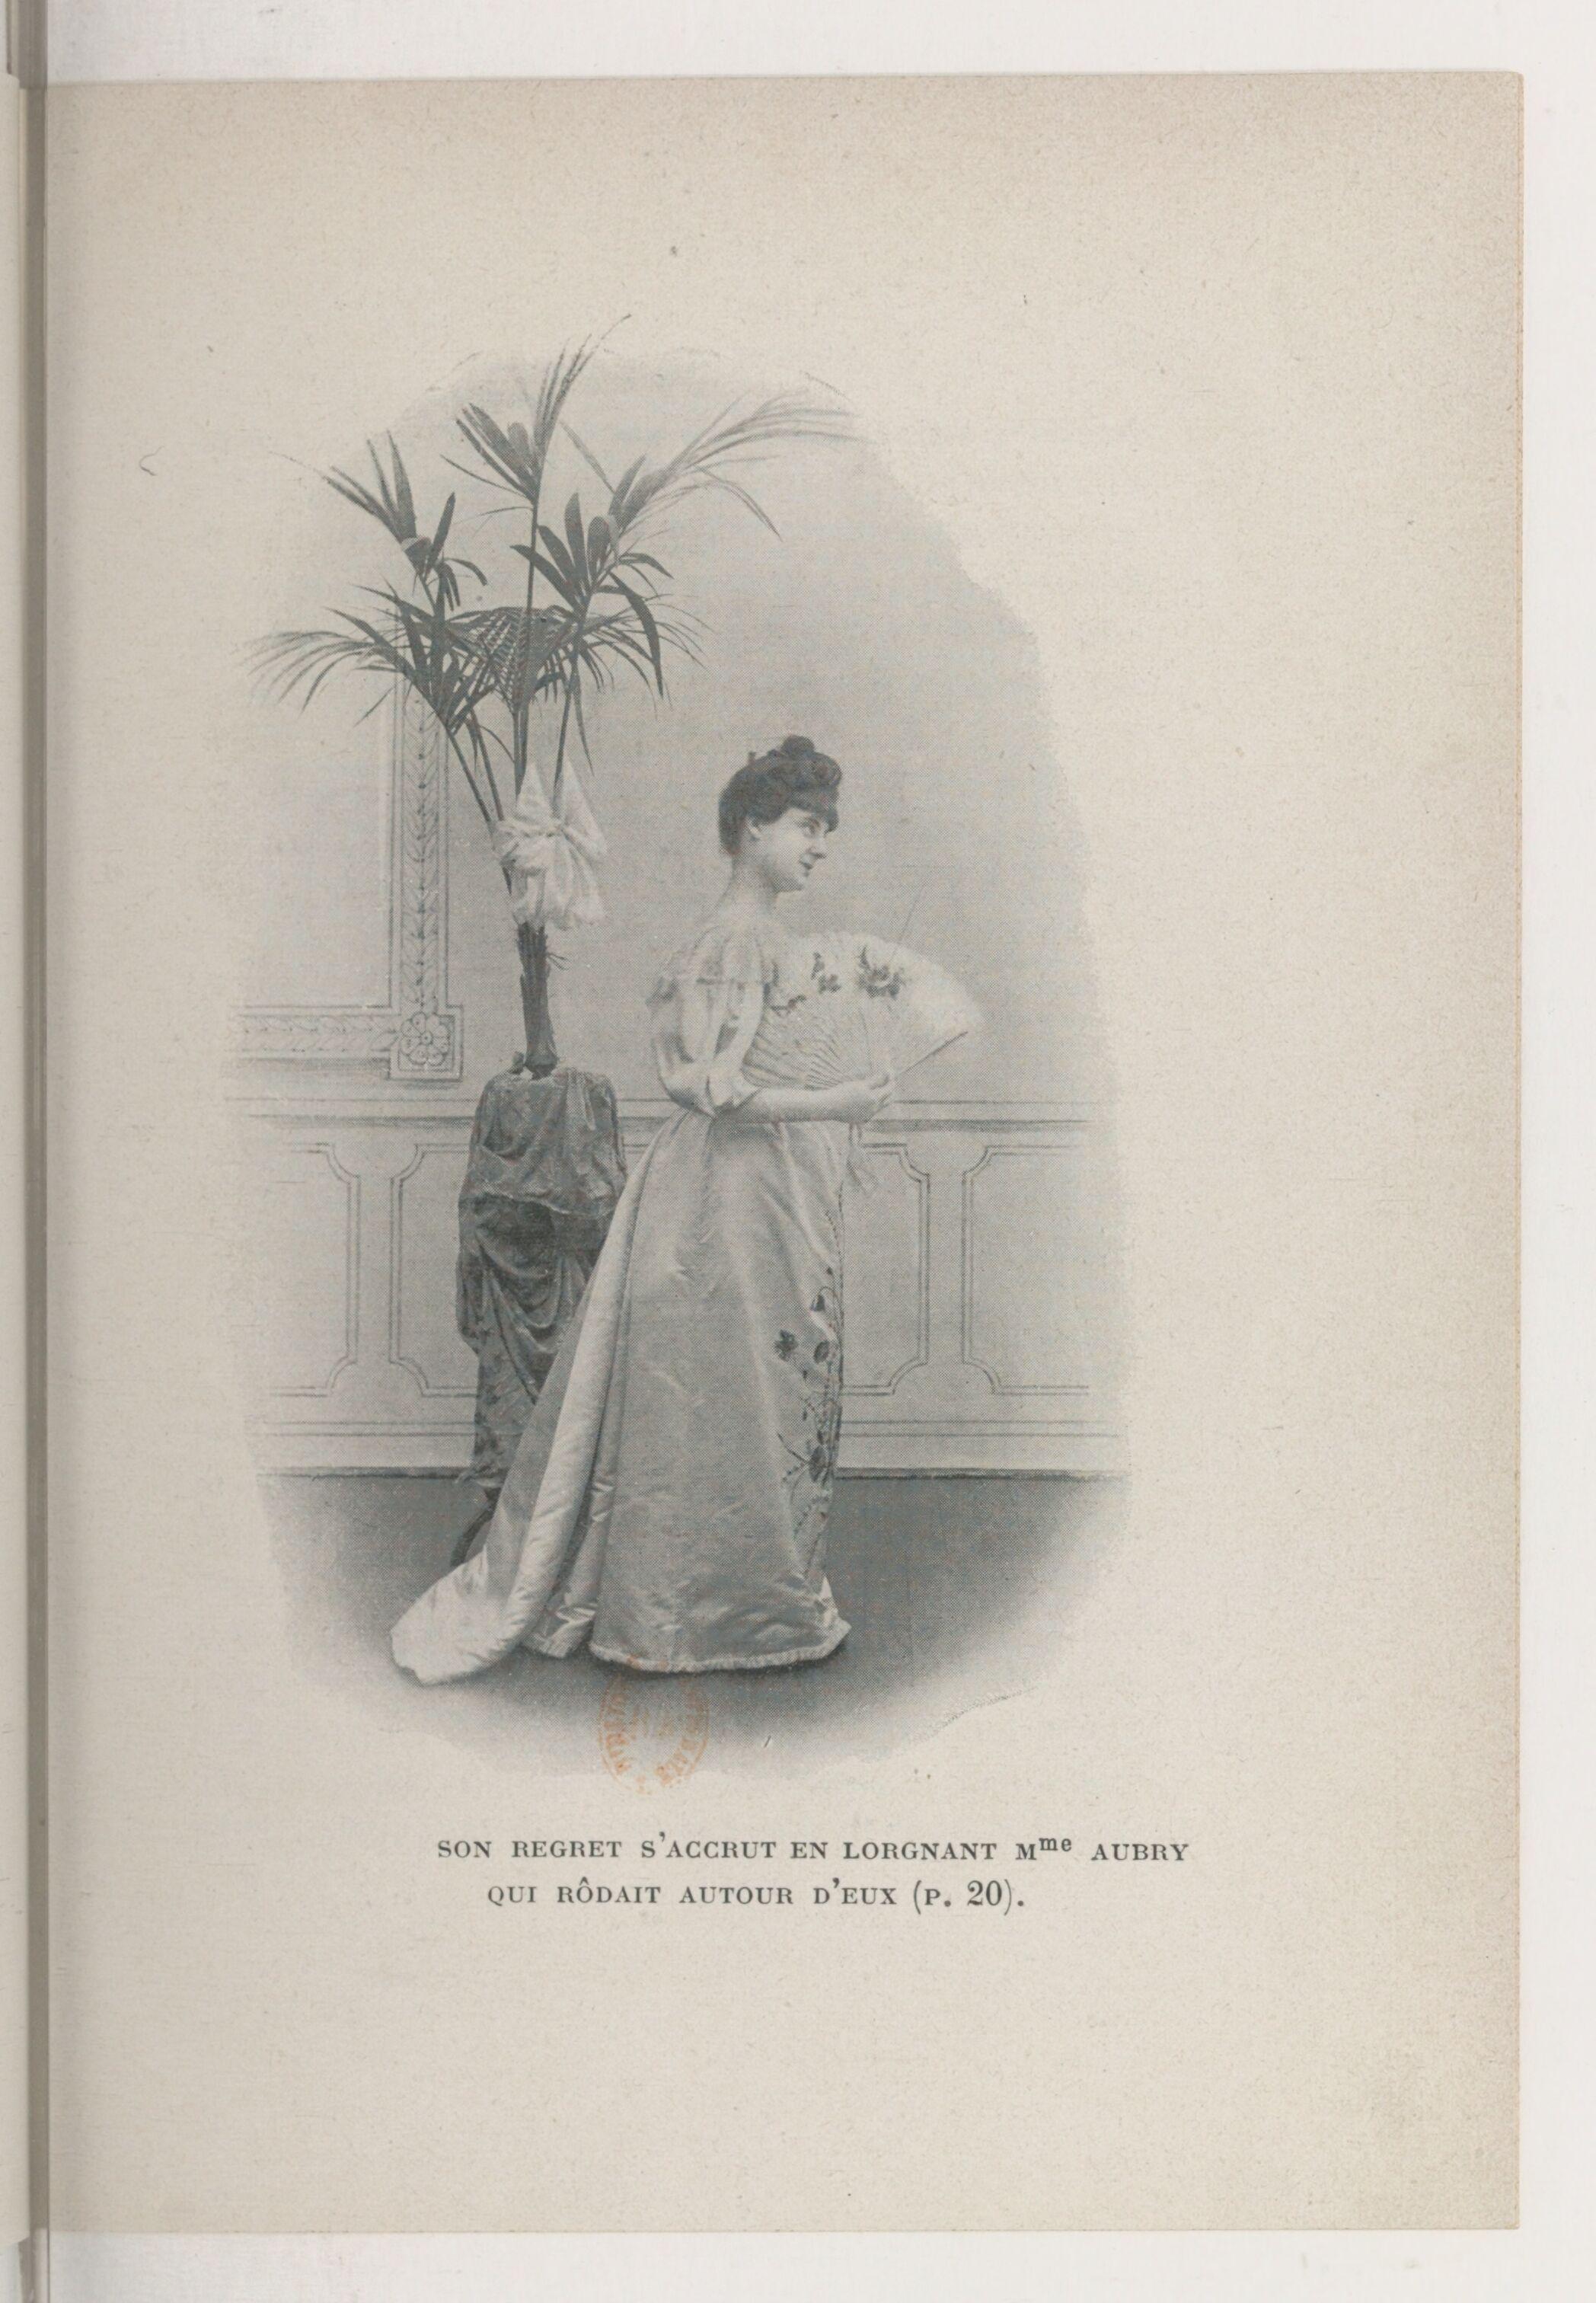 SON REGRET S'ACCRUT EN LORGNANT Mme AUBRY
QUI RÔDAIT AUTOUR D'EUX (P. 20).